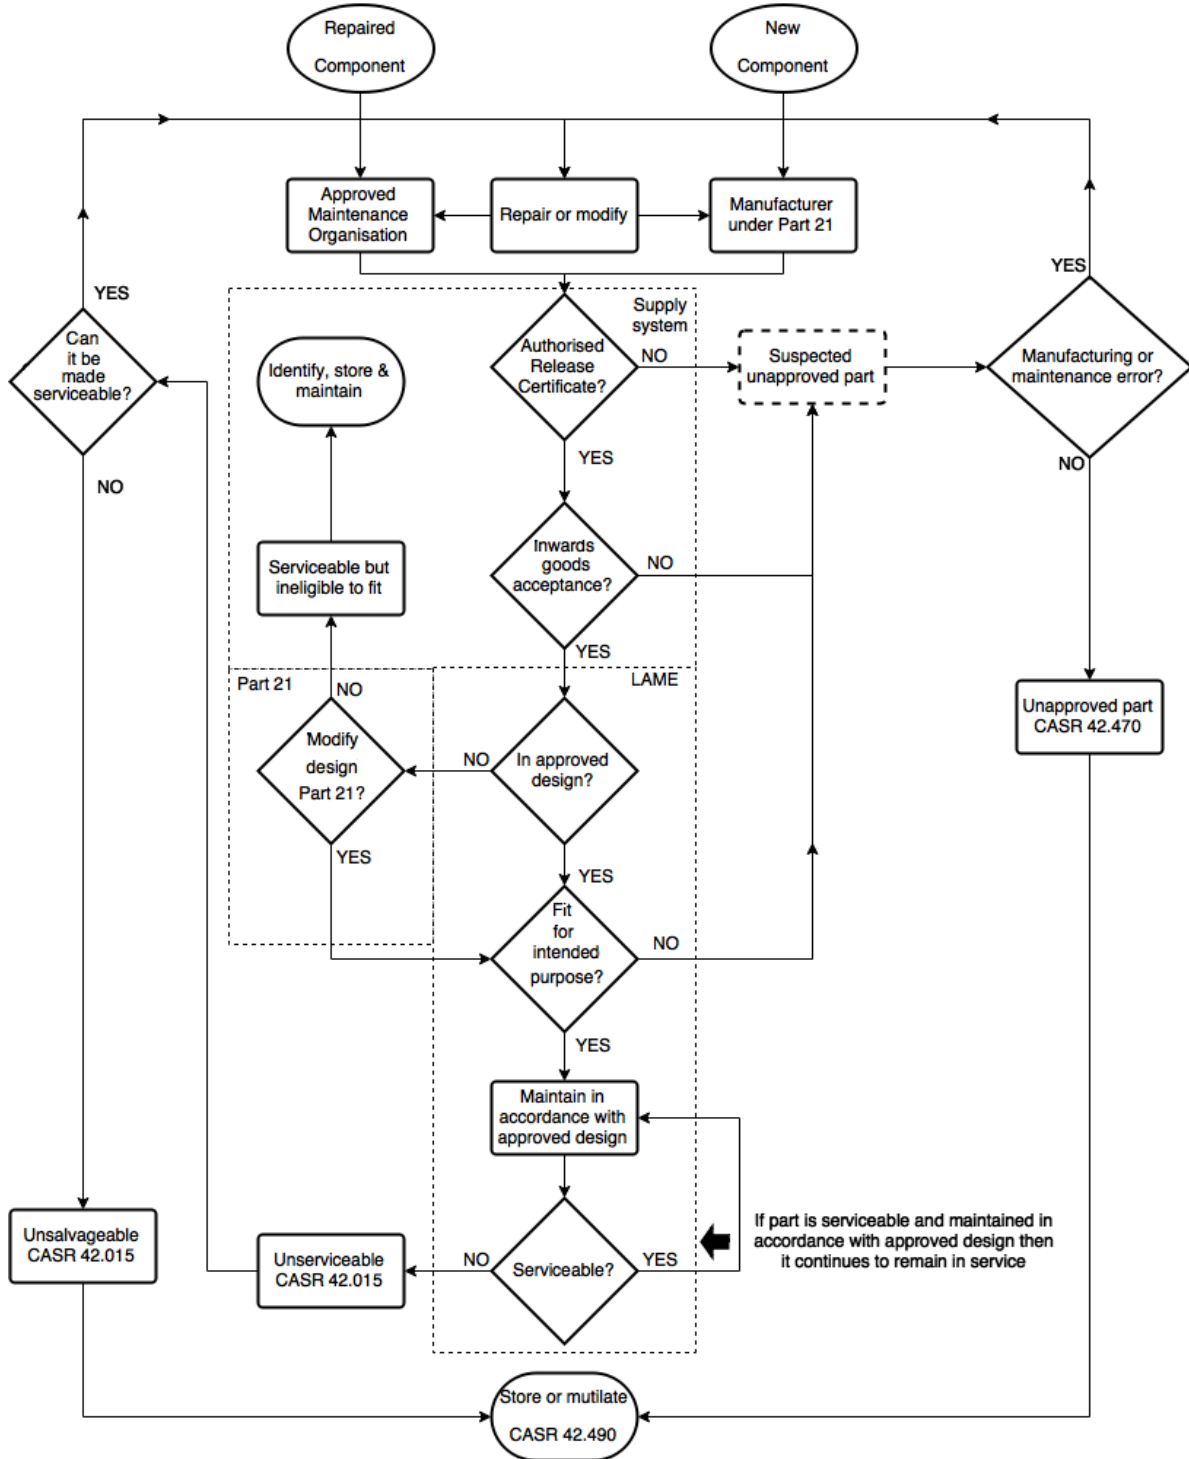 Repaired
Component
New
Component
Approved
Maintenance
Organisation
Repair or modify
Manufacturer
under Part 21
YES
YES
Can
it be
made
serviceable?
NO
Identify, store &
maintain
Supply
system
Authorised
Release
Certificate?
NO
YES
Suspected
unapproved part
Manufacturing or
maintenance error?
NO
Serviceable but
ineligible to fit
Inwards
goods
acceptance?
NO
YES
Part 21
NO
LAME
Modify
design
Part 21?
YES
NO
In approved
design?
YES
Unapproved part
CASR 42.470
Fit
for
intended
purpose?
NO
YES
Maintain in
accordance with
approved design
Unsalvageable
CASR 42.015
Unserviceable
CASR 42.015
NO
Serviceable?
YES
If part is serviceable and maintained in
accordance with approved design then
it continues to remain in service
Store or mutilate
CASR 42.490